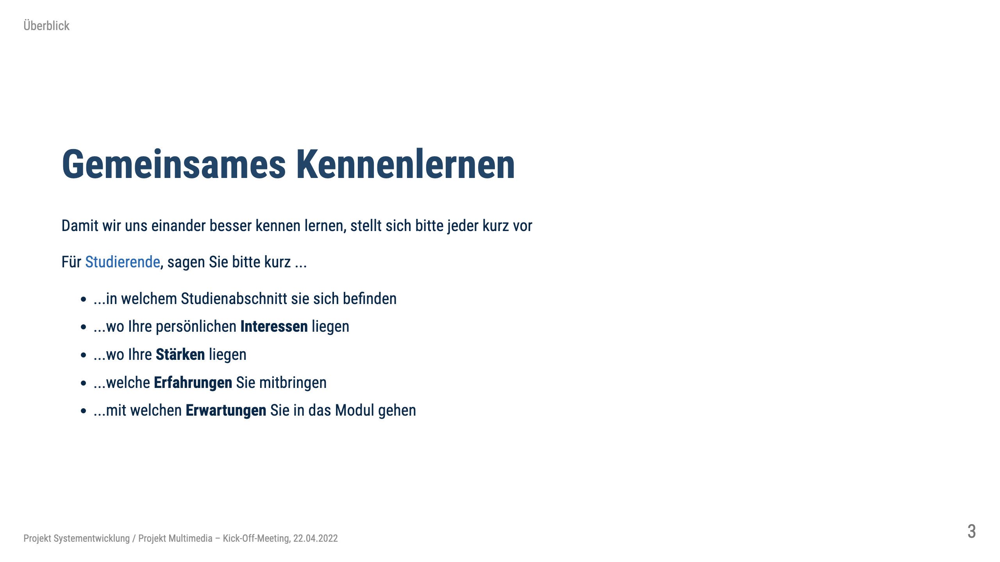 Überblick
Gemeinsames Kennenlernen
Damit wir uns einander besser kennen lernen, stellt sich bitte jeder kurz vor
Für Studierende, sagen Sie bitte kurz ...
• ...in welchem Studienabschnitt sie sich befinden
• ...wo Ihre persönlichen Interessen liegen
• ...wo Ihre Stärken liegen
• ...welche Erfahrungen Sie mitbringen
• ...mit welchen Erwartungen Sie in das Modul gehen
Projekt Systementwicklung / Projekt Multimedia – Kick-Off-Meeting, 22.04.2022
3